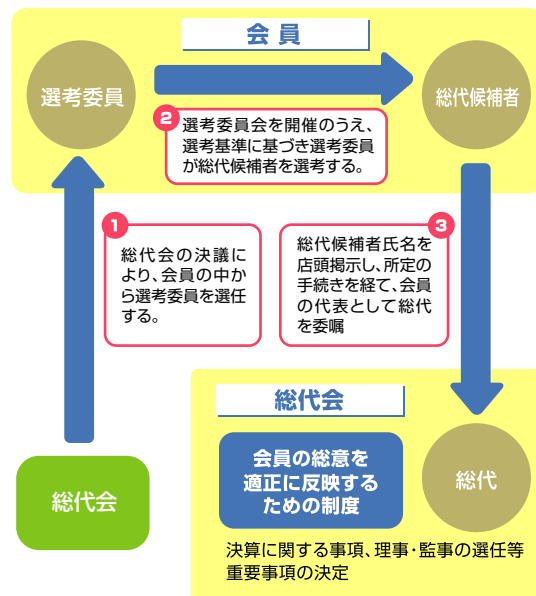 会 員
選考委員
総代候補者
2
選考委員会を開催のうえ、
選考基準に基づき選考委員
が総代候補者を選考する。
1
総代会の決議に
より、会員の中か
ら選考委員を選任
する。
3
総代候補者氏名を
店頭掲示し、所定の
手続きを経て、会員
の代表として総代
を委嘱
総代会
総代会
会員の総意を
適正に反映する
ための制度
総代
決算に関する事項、理事・監事の選任等
重要事項の決定